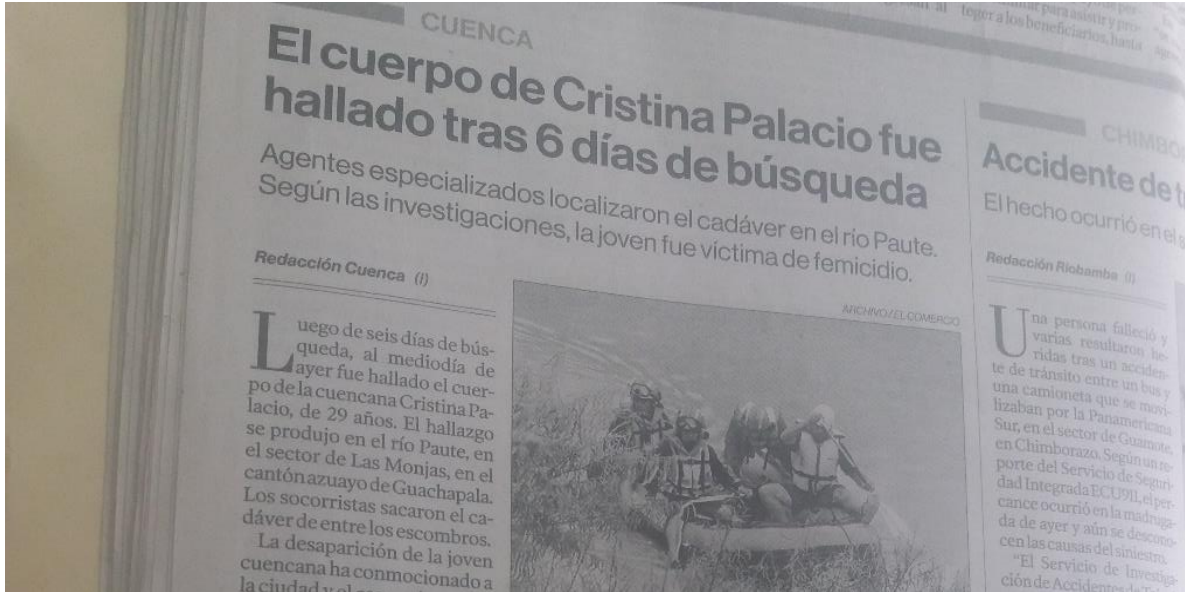 teger a los beneficiarios, hasta
CUENCA
El cuerpo de Cristina Palacio fue
hallado tras 6 días de búsqueda
Agentes especializados localizaron el cadáver en el río Paute.
Según las investigaciones, la joven fue víctima de femicidio.
Redacción Cuenca (I)
ARCHIVO / EL COMERCIO
Luego de seis días de bús-
queda, al mediodía de
ayer fue hallado el cuer-
po de la cuencana Cristina Pa-
lacio, de 29 años. El hallazgo
se produjo en el río Paute, en
el sector de Las Monjas, en el
cantón azuayo de Guachapala.
Los socorristas sacaron el ca-
dáver de entre los escombros.
La desaparición de la joven
cuencana ha conmocionado a
la ciudad y el
CHIMBO
Accidente de t
El hecho ocurrió en el s
Redacción Riobamba (I)
Una persona falleció y
varias resultaron he-
ridas tras un acciden-
te de tránsito entre un bus y
una camioneta que se movi-
lizaban por la Panamericana
Sur, en el sector de Guamote,
en Chimborazo. Según un re-
porte del Servicio de Seguri-
dad Integrada ECU911, el per-
cance ocurrió en la madruga-
da de ayer y aún se descono-
cen las causas del siniestro.
"El Servicio de Investiga-
ción de Accidentes de